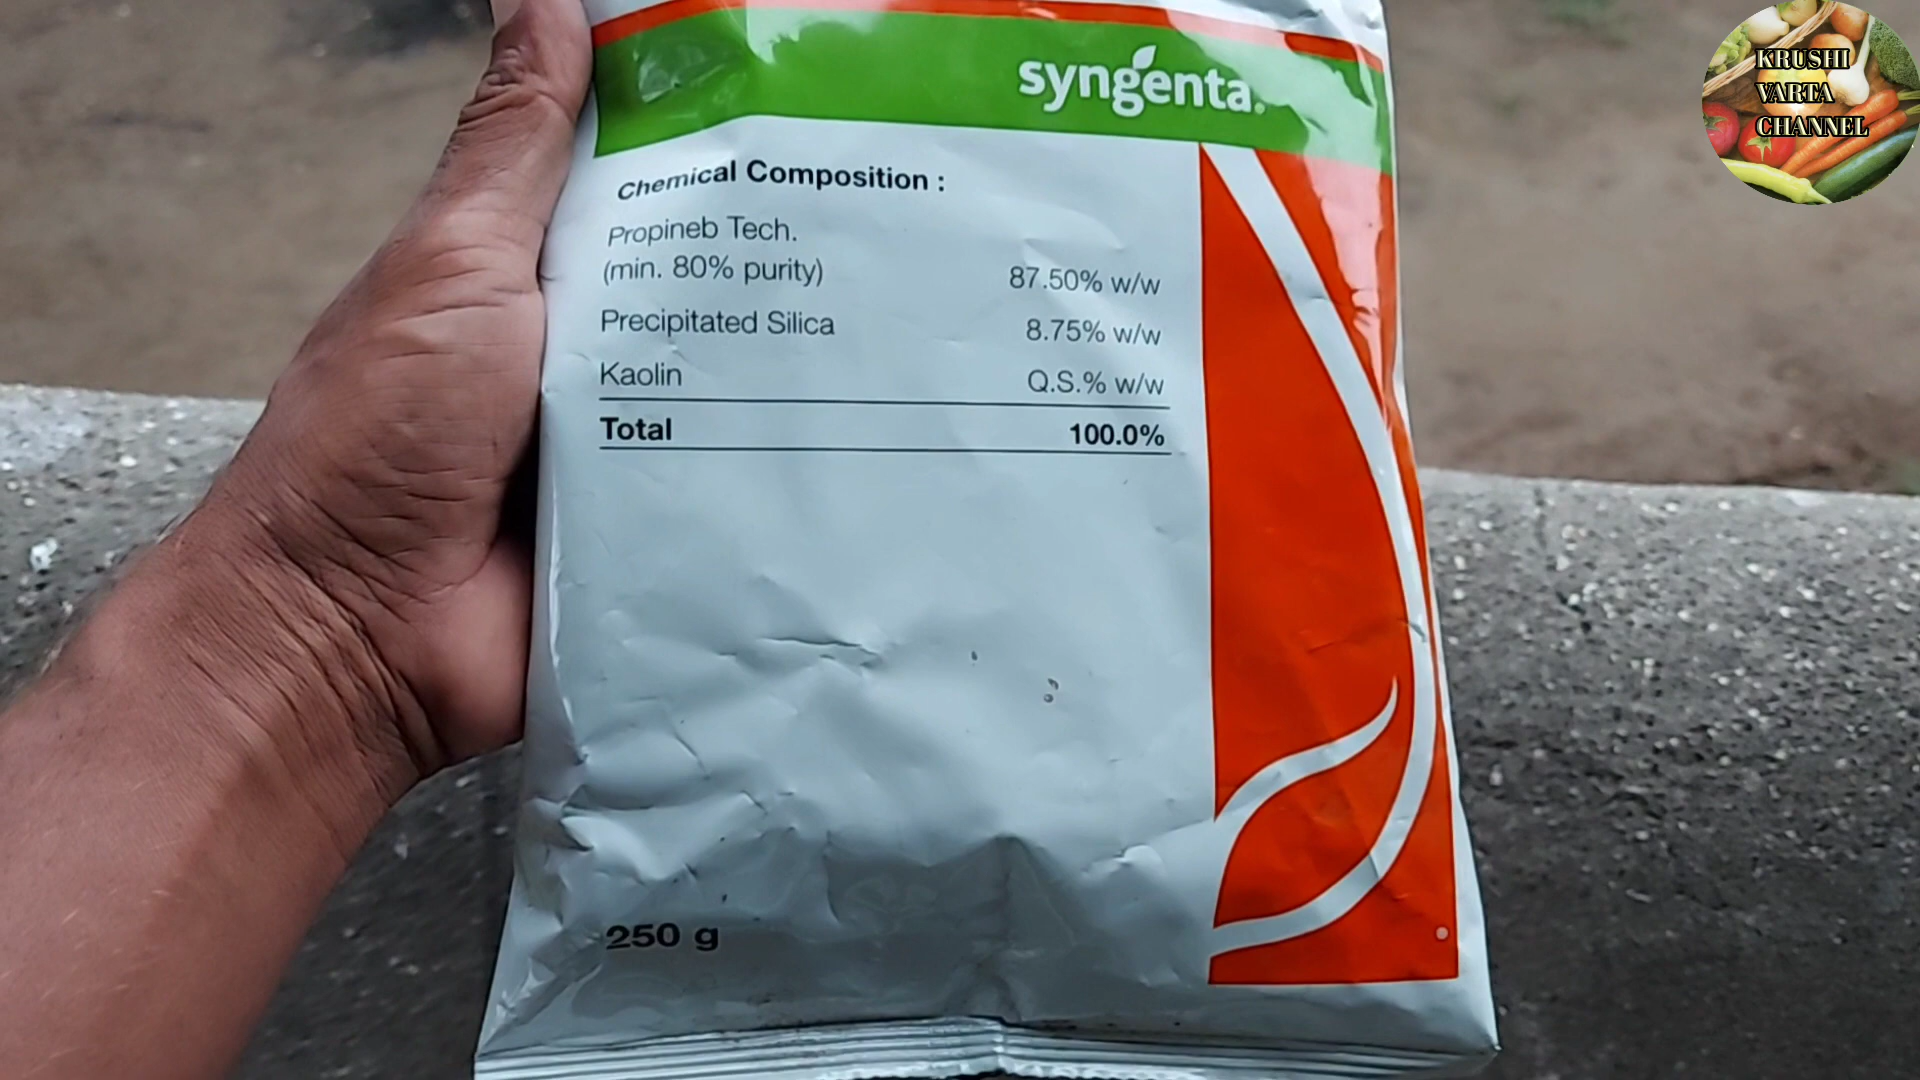 syngenta.
Chemical Composition :
Propineb Tech.
(min. 80% purity) 87.50% w/w
Precipitated Silica 8.75% w/w
Kaolin Q.S.% w/w
Total 100.0%
250 g
KRUSHI
VARTA
CHANNEL